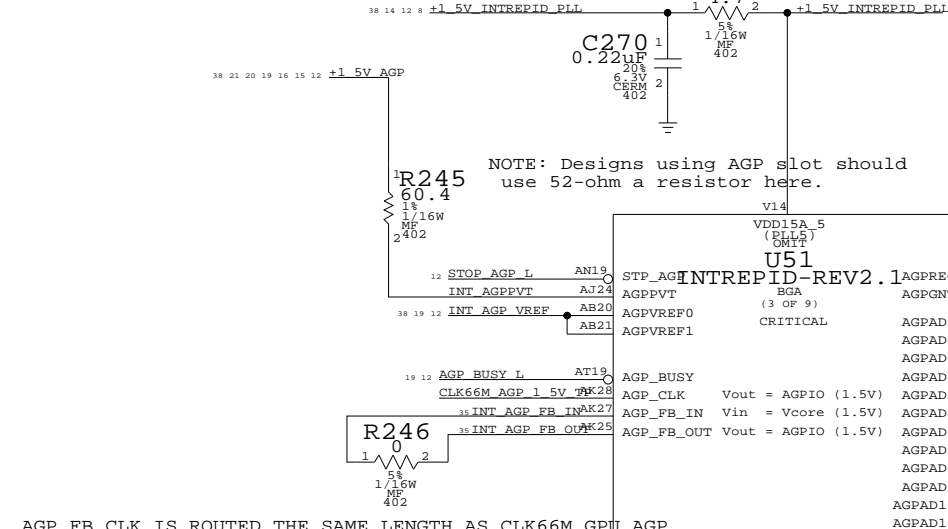 38 14 12 8 +1_5V_INTREPID_PLL 1 2 +1_5V_INTREPID_PLL
5%
1/16W
MF
402
C270 1
0.22uF
20%
6.3V
CERM 2
402
38 21 20 19 16 15 12 +1_5V_AGP
NOTE: Designs using AGP slot should
use 52-ohm a resistor here.
1 R245
60.4
1%
1/16W
MF
2 402
V14
VDD15A_5
(PLL5)
OMIT
U51
INTREPID-REV2.1
BGA
(3 OF 9)
CRITICAL
12 STOP_AGP_L AN19 STP_AGP
INT_AGPPVT AJ24 AGPPVT AGPGN
38 19 12 INT_AGP_VREF AB20 AGPVREF0
AB21 AGPVREF1 AGPAD
AGPAD
AGPAD
19 12 AGP_BUSY_L AT19 AGP_BUSY AGPAD
CLK66M_AGP_1_5V_TP AK28 AGP_CLK Vout = AGPIO (1.5V) AGPAD
35 INT_AGP_FB_IN AK27 AGP_FB_IN Vin = Vcore (1.5V) AGPAD
35 INT_AGP_FB_OUT AK25 AGP_FB_OUT Vout = AGPIO (1.5V) AGPAD
R246
0
1 2
5%
1/16W
MF
402
AGPAD
AGPAD
AGPAD
AGPAD1
AGPAD1
AGP_FB_CLK IS ROUTED THE SAME LENGTH AS CLK66M_GPU_AGP